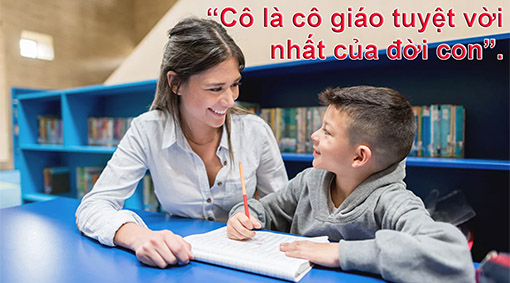 “Cô là cô giáo tuyệt vời
nhất của đời con”.